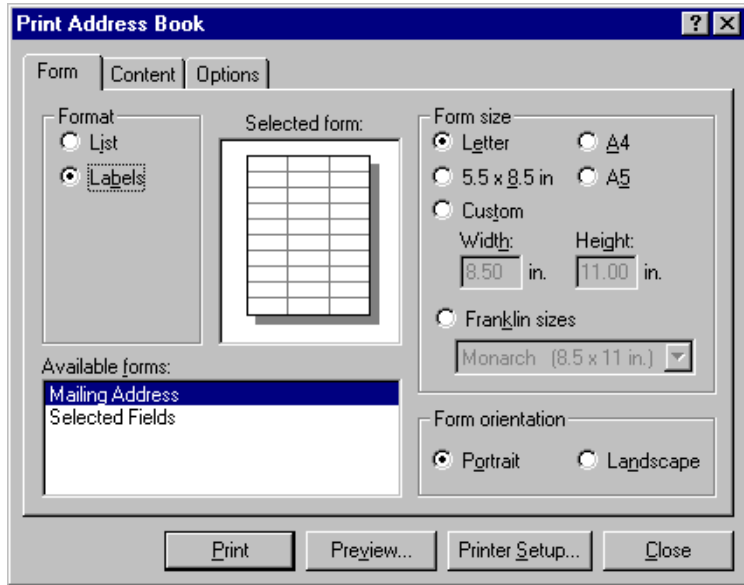 Print Address Book
Form Content Options
Format
List
Labels
Selected form:
Form size
Letter A4
5.5 x 8.5 in A5
Custom
Width: Height:
8.50 in. 11.00 in.
Franklin sizes
Monarch (8.5 x 11 in.)
Available forms:
Mailing Address
Selected Fields
Form orientation
Portrait Landscape
Print Preview... Printer Setup... Close